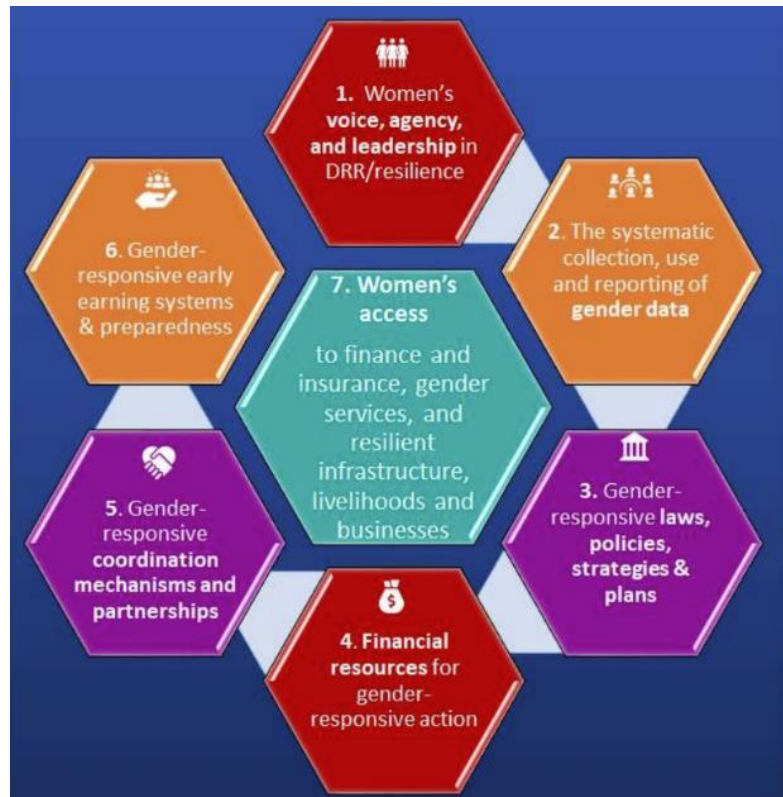 1. Women's
voice, agency,
and leadership in
DRR/resilience
2. The systematic
collection, use
and reporting of
gender data
3. Gender-
responsive laws,
policies,
strategies &
plans
4. Financial
resources for
gender-
responsive action
5. Gender-
responsive
coordination
mechanisms and
partnerships
6. Gender-
responsive early
earning systems
& preparedness
7. Women's
access
to finance and
insurance, gender
services, and
resilient
infrastructure,
livelihoods and
businesses